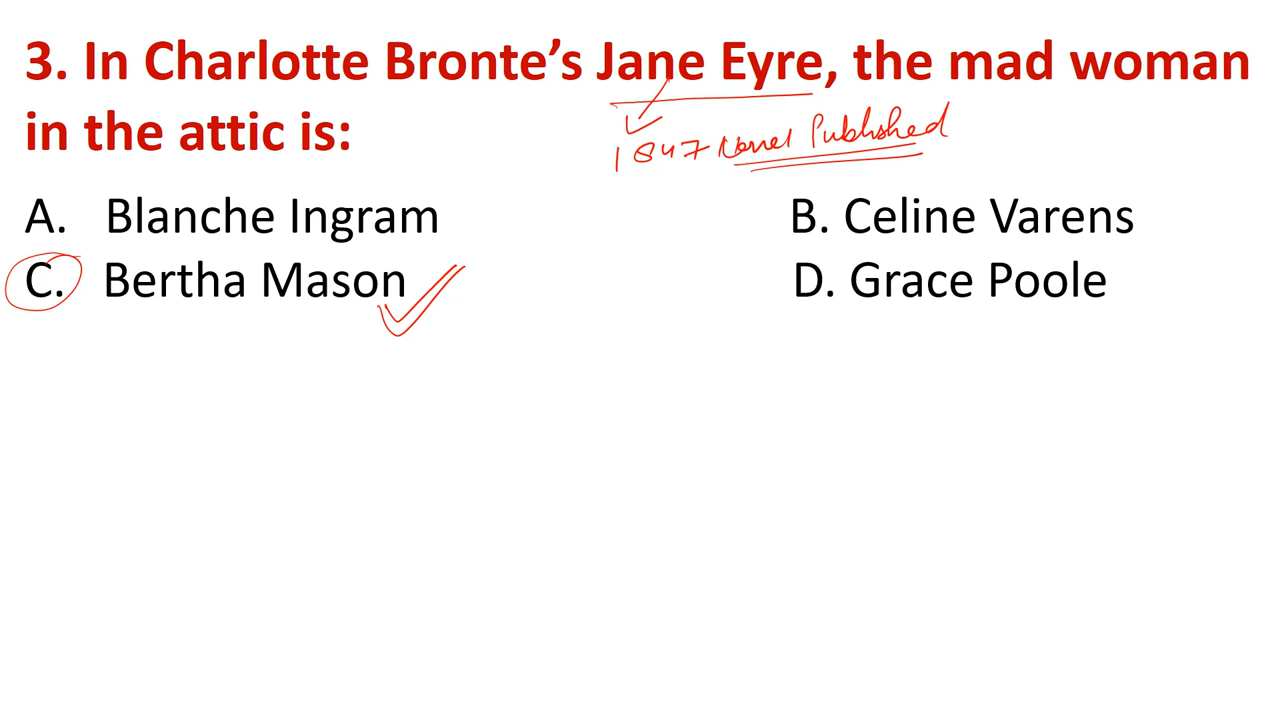 3. In Charlotte Bronte’s Jane Eyre, the mad woman
in the attic is:
1847 Novel Published
A. Blanche Ingram B. Celine Varens
C. Bertha Mason D. Grace Poole